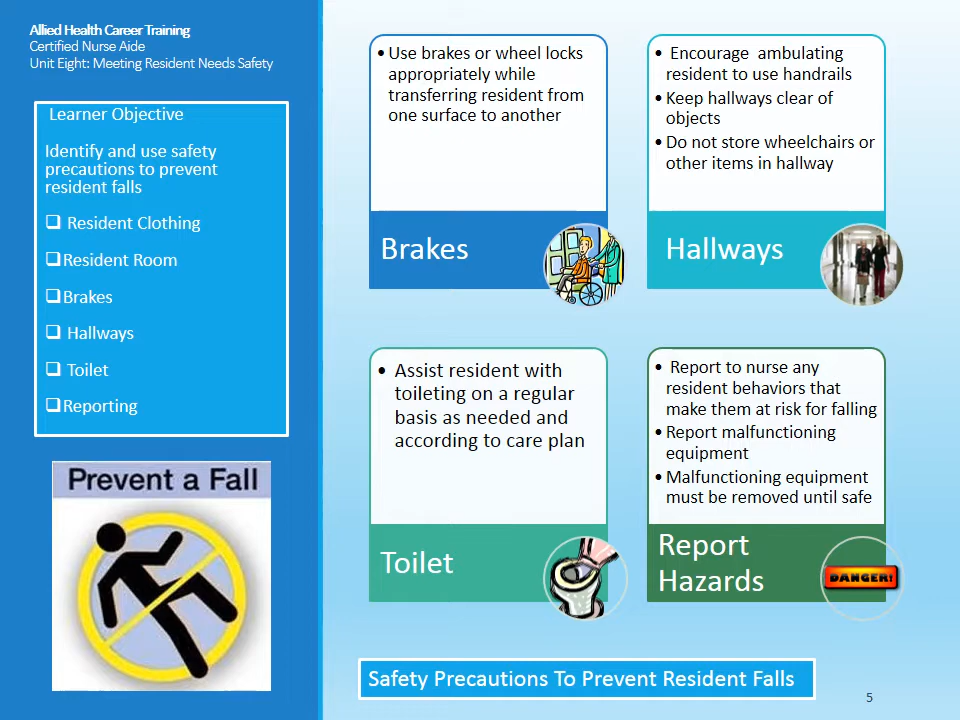 Allied Health Career Training
Certified Nurse Aide
Unit Eight: Meeting Resident Needs Safety
Learner Objective
Identify and use safety
precautions to prevent
resident falls
❑ Resident Clothing
❑Resident Room
❑Brakes
❑ Hallways
❑ Toilet
❑Reporting
Prevent a Fall
• Use brakes or wheel locks
appropriately while
transferring resident from
one surface to another
Brakes
• Encourage ambulating
resident to use handrails
• Keep hallways clear of
objects
• Do not store wheelchairs or
other items in hallway
Hallways
• Assist resident with
toileting on a regular
basis as needed and
according to care plan
Toilet
• Report to nurse any
resident behaviors that
make them at risk for falling
• Report malfunctioning
equipment
• Malfunctioning equipment
must be removed until safe
Report
Hazards
DANGER!
Safety Precautions To Prevent Resident Falls
5